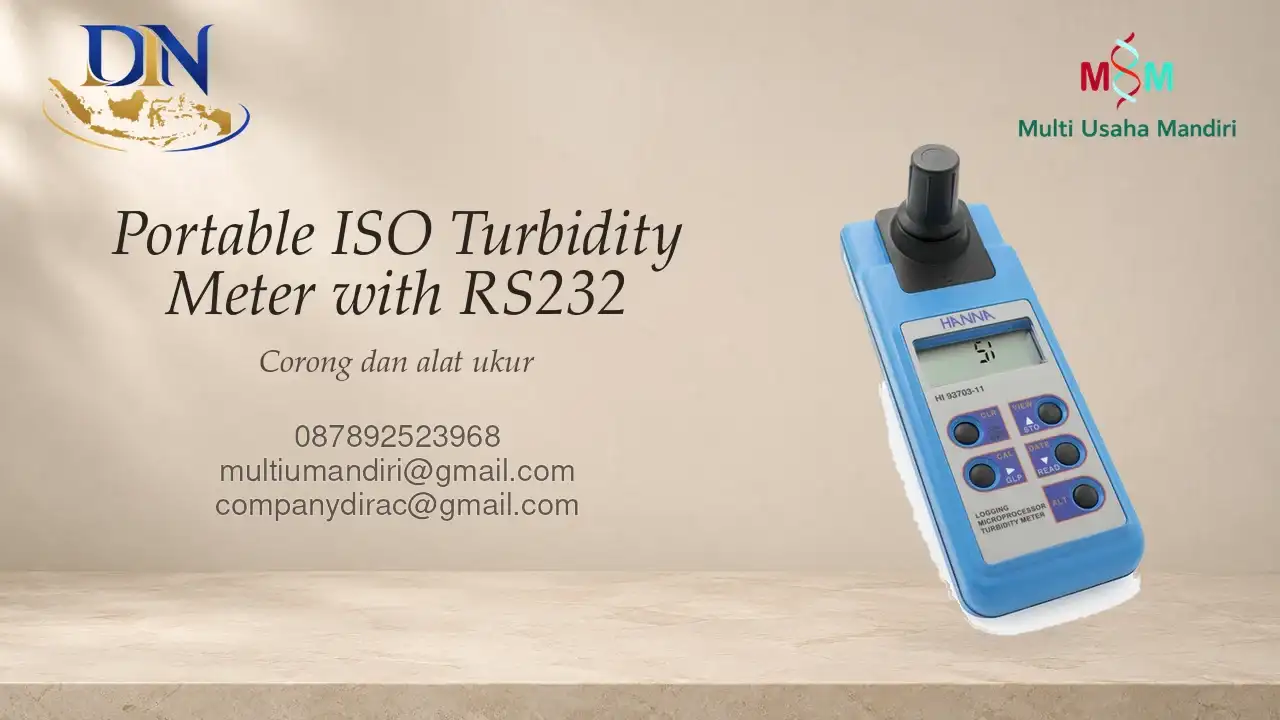 DIN
MSM
Multi Usaha Mandiri
Portable ISO Turbidity
Meter with RS232
Corong dan alat ukur
087892523968
multiumandiri@gmail.com
companydirac@gmail.com
HANNA
HI 93703-11
CLR
VIEW
STO
CAL
GLP
DATE
READ
ALT
LOGGING
MICROPROCESSOR
TURBIDITY METER